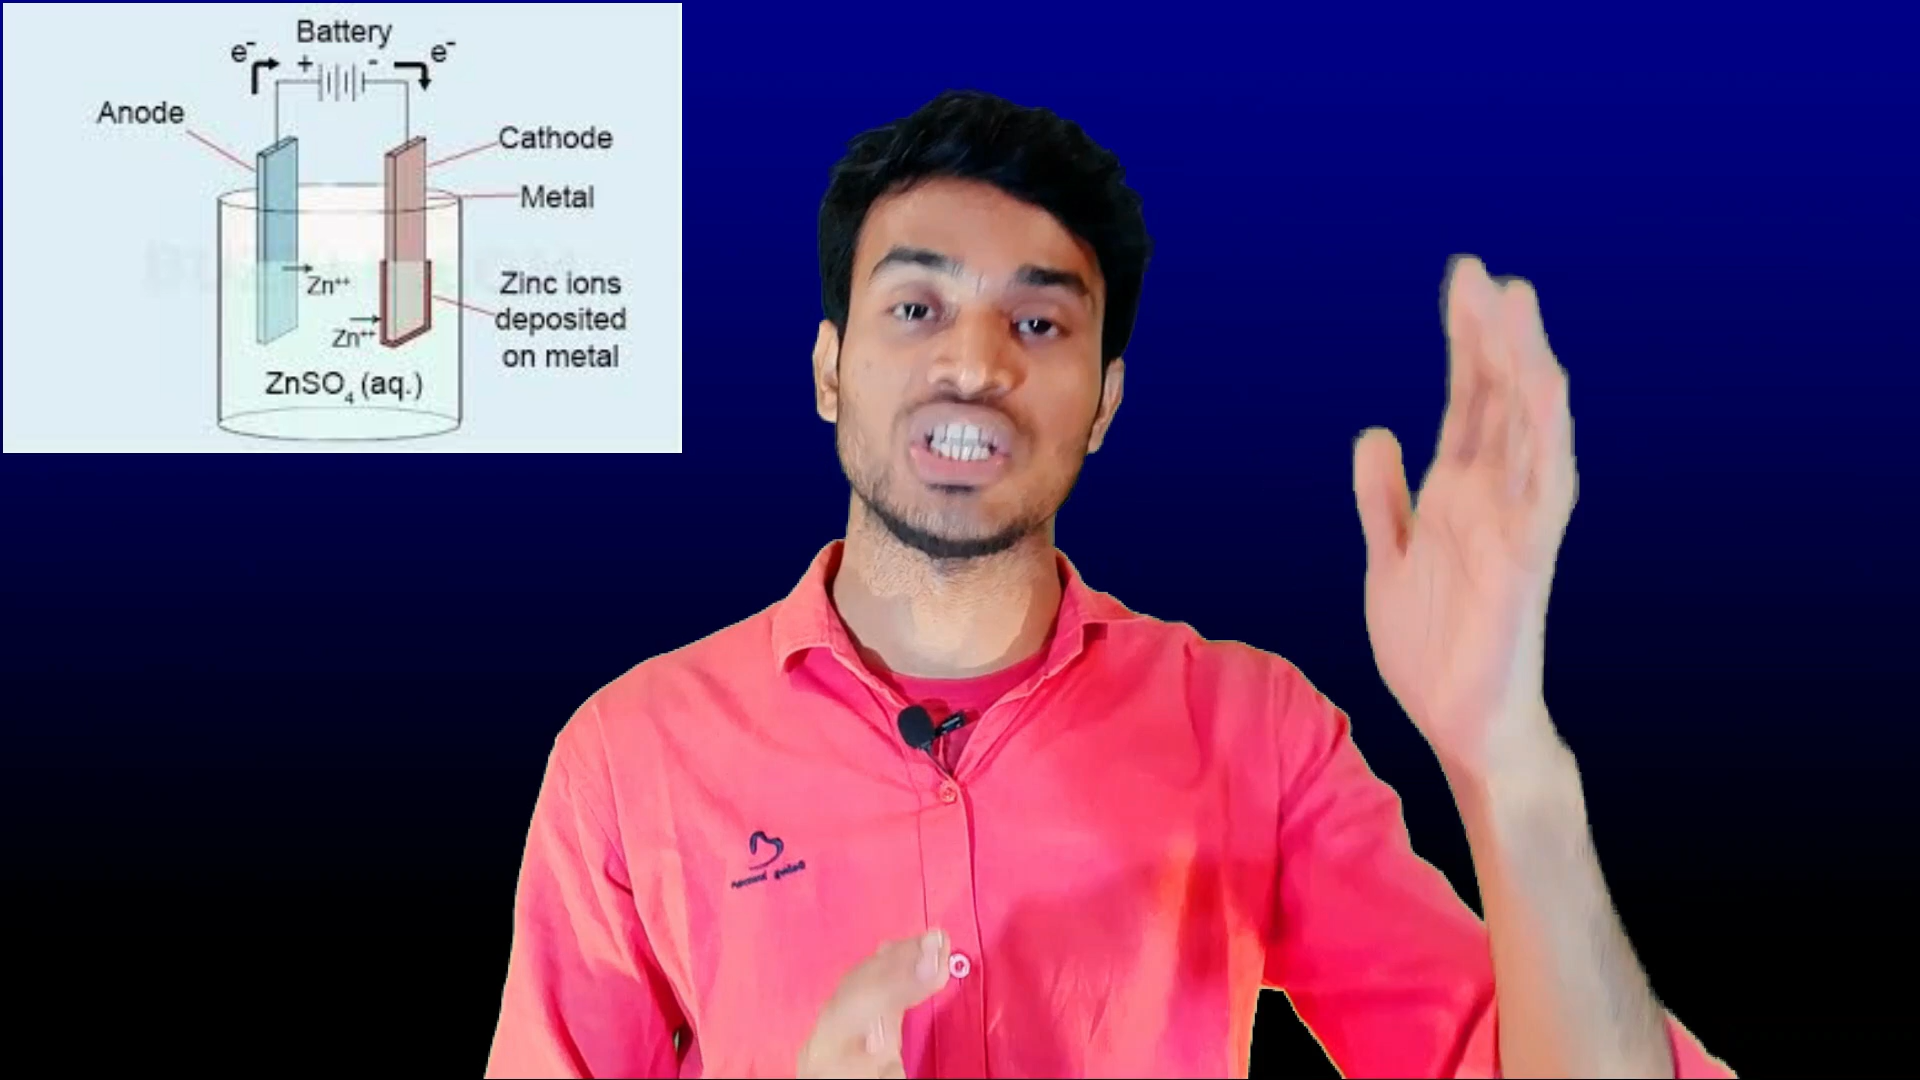 Battery
e⁻ + - e⁻
Anode
Cathode
Metal
Zn⁺⁺
Zinc ions
deposited
on metal
Zn⁺⁺
ZnSO₄ (aq.)